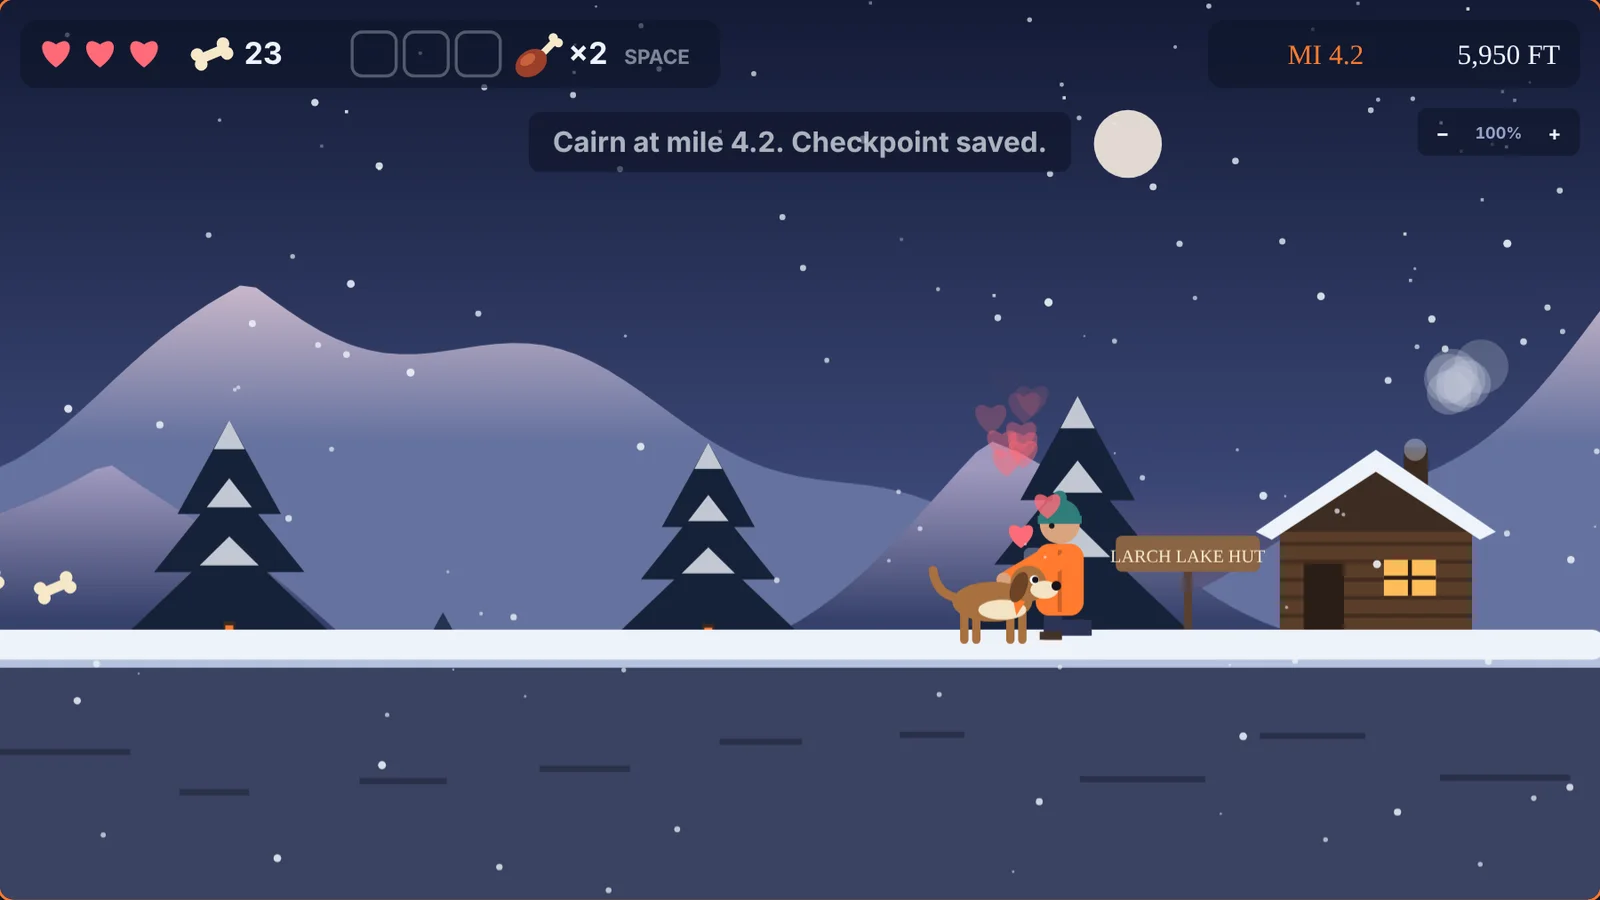 23
×2 SPACE
MI 4.2 5,950 FT
Cairn at mile 4.2. Checkpoint saved.
− 100% +
LARCH LAKE HUT